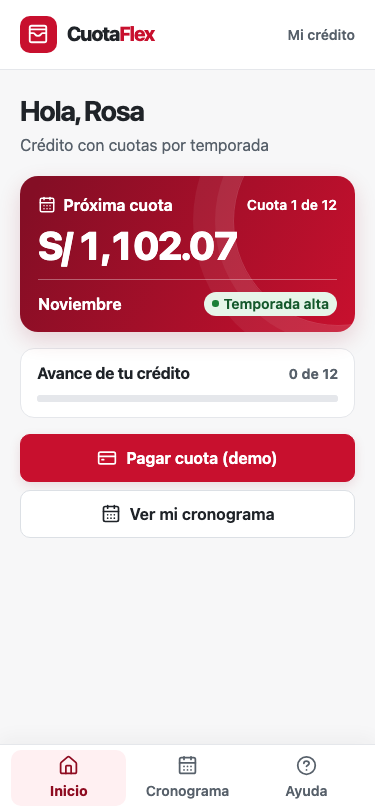 CuotaFlex
Mi crédito
Hola, Rosa
Crédito con cuotas por temporada
Próxima cuota
Cuota 1 de 12
S/ 1,102.07
Noviembre
Temporada alta
Avance de tu crédito
0 de 12
Pagar cuota (demo)
Ver mi cronograma
Inicio
Cronograma
Ayuda